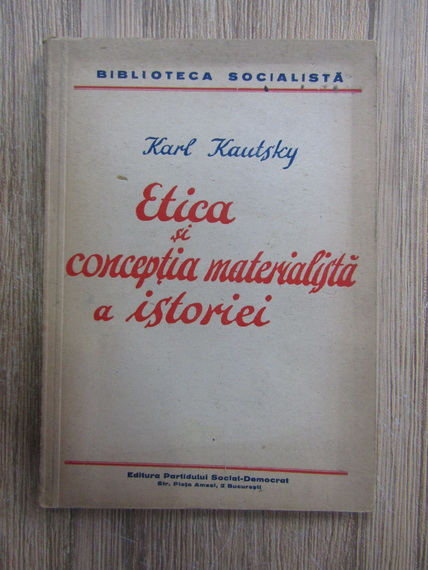 BIBLIOTECA SOCIALISTĂ
Karl Kautsky
Etica
și
concepția materialistă
a istoriei
Editura Partidului Social-Democrat
Str. Piața Amzei, 2 București